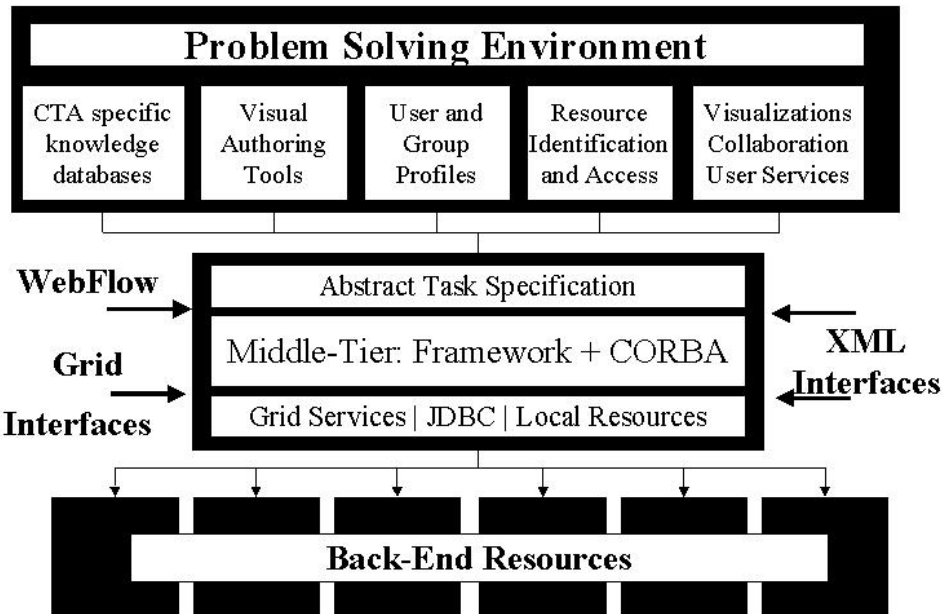 Problem Solving Environment
CTA specific
knowledge
databases
Visual
Authoring
Tools
User and
Group
Profiles
Resource
Identification
and Access
Visualizations
Collaboration
User Services
WebFlow
Grid
Interfaces
Abstract Task Specification
Middle-Tier: Framework + CORBA
Grid Services | JDBC | Local Resources
XML
Interfaces
Back-End Resources